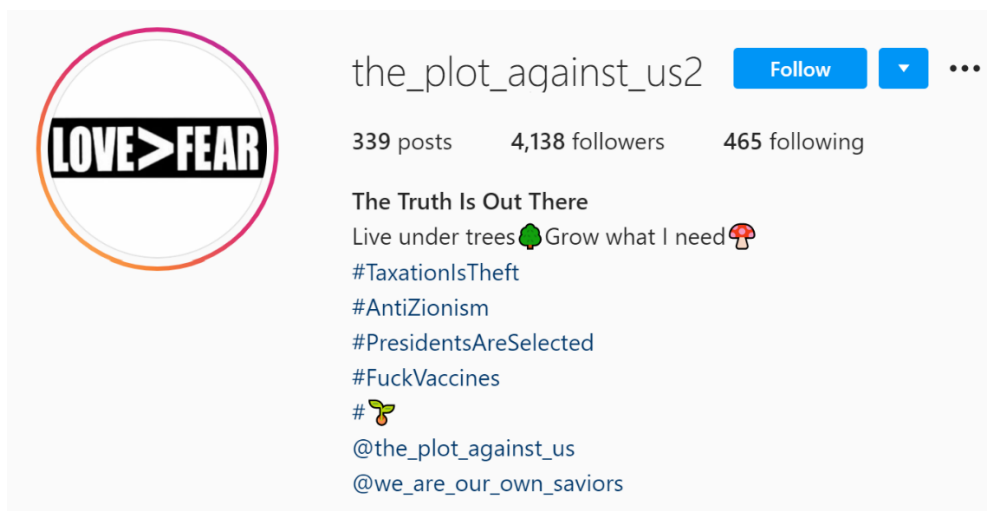 LOVE>FEAR
the_plot_against_us2 Follow
339 posts 4,138 followers 465 following
The Truth Is Out There
Live under trees🌳Grow what I need🍄
#TaxationIsTheft
#AntiZionism
#PresidentsAreSelected
#FuckVaccines
#🌱
@the_plot_against_us
@we_are_our_own_saviors